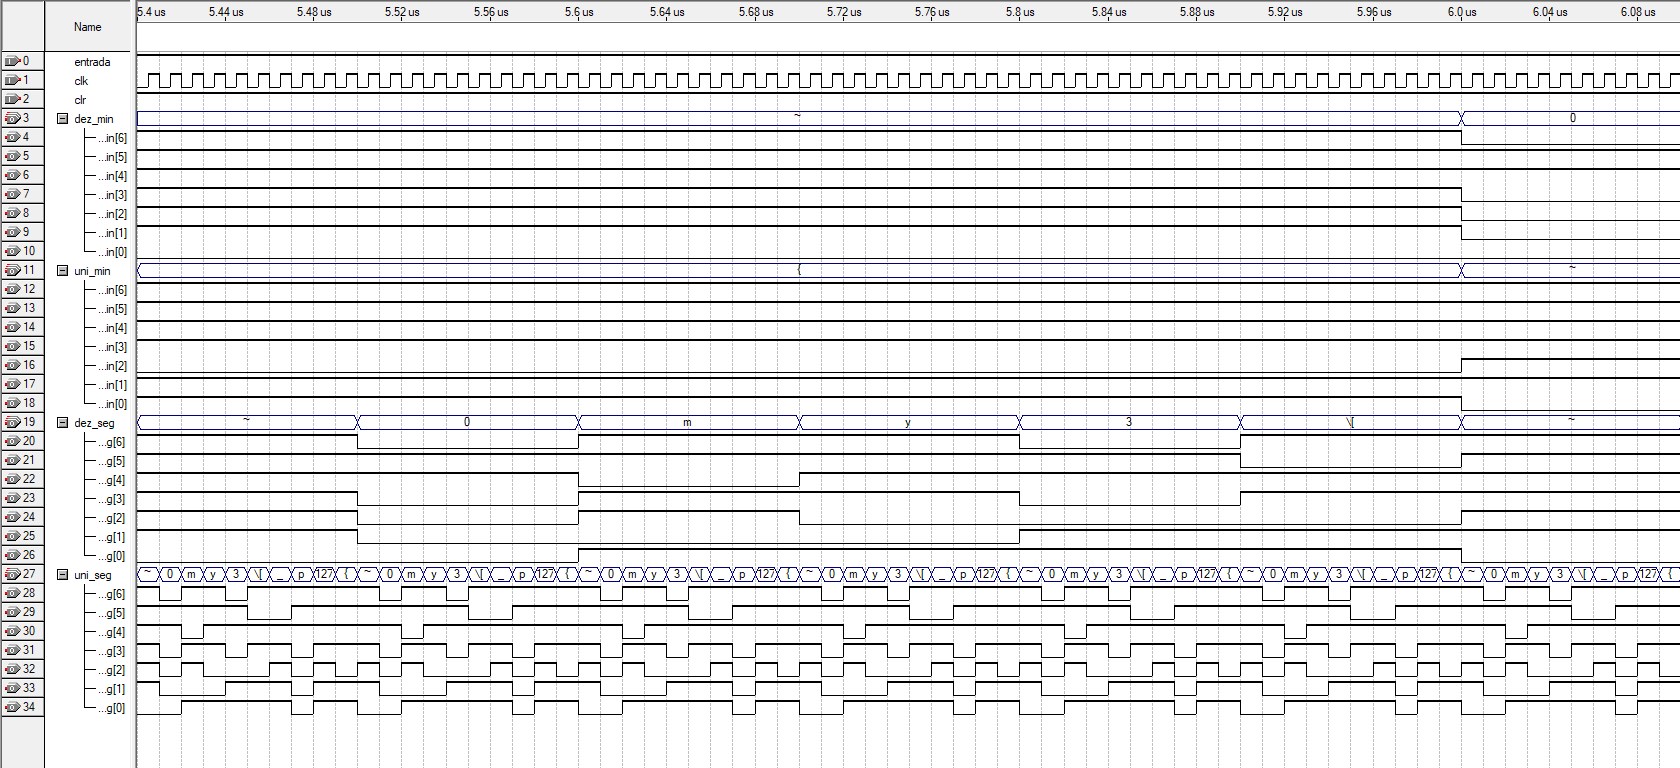 5.4 us 5.44 us 5.48 us 5.52 us 5.56 us 5.6 us 5.64 us 5.68 us 5.72 us 5.76 us 5.8 us 5.84 us 5.88 us 5.92 us 5.96 us 6.0 us 6.04 us 6.08 us
Name
0 entrada
1 clk
2 clr
3 dez_min ~ 0
4 ...in[6]
5 ...in[5]
6 ...in[4]
7 ...in[3]
8 ...in[2]
9 ...in[1]
10 ...in[0]
11 uni_min { ~
12 ...in[6]
13 ...in[5]
14 ...in[4]
15 ...in[3]
16 ...in[2]
17 ...in[1]
18 ...in[0]
19 dez_seg ~ 0 m y 3 \[ ~
20 ...g[6]
21 ...g[5]
22 ...g[4]
23 ...g[3]
24 ...g[2]
25 ...g[1]
26 ...g[0]
27 uni_seg ~ 0 m y 3 \[ _ p 127 { ~ 0 m y 3 \[ _ p 127 { ~ 0 m y 3 \[ _ p 127 { ~ 0 m y 3 \[ _ p 127 { ~ 0 m y 3 \[ _ p 127 { ~ 0 m y 3 \[ _ p 127 { ~ 0 m y 3 \[ _ p 127 {
28 ...g[6]
29 ...g[5]
30 ...g[4]
31 ...g[3]
32 ...g[2]
33 ...g[1]
34 ...g[0]